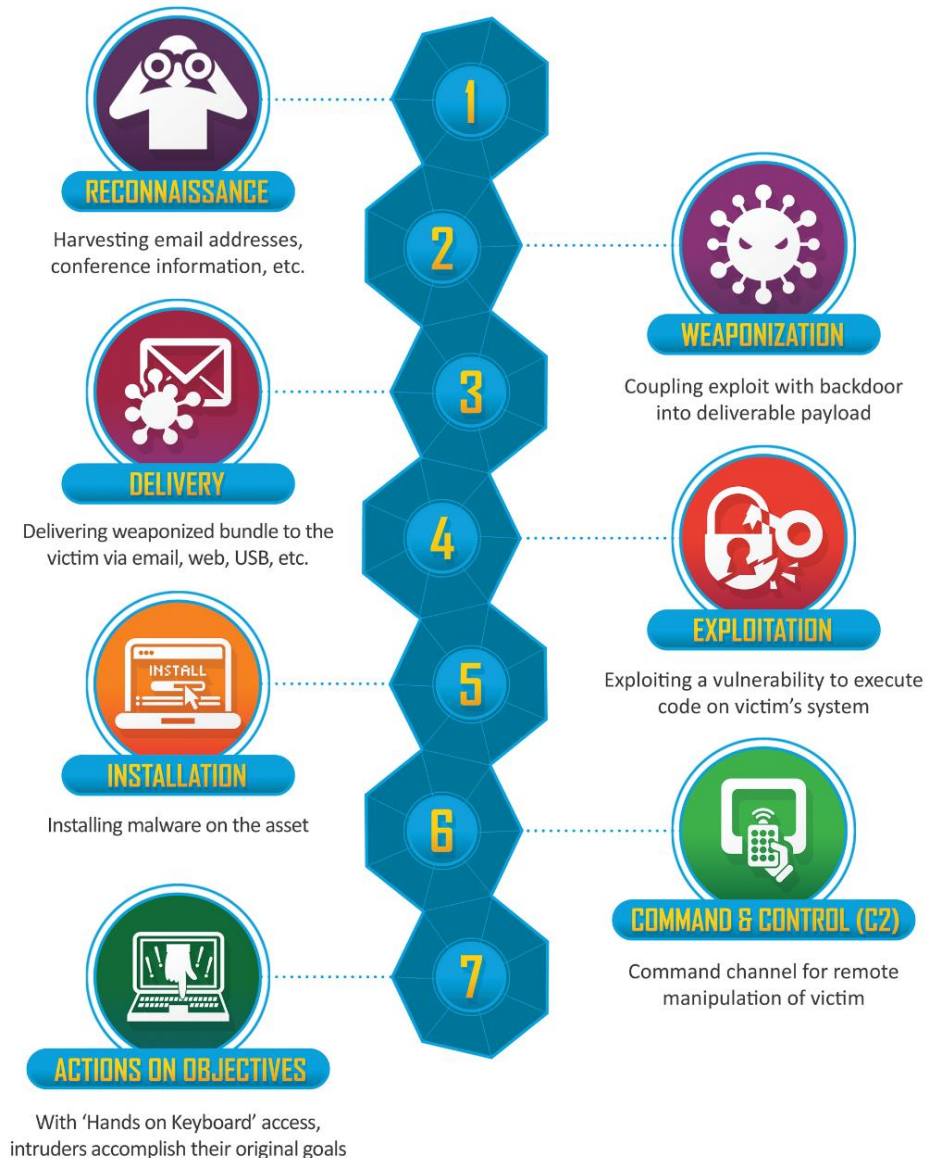 1
RECONNAISSANCE
Harvesting email addresses,
conference information, etc.
2
WEAPONIZATION
Coupling exploit with backdoor
into deliverable payload
3
DELIVERY
Delivering weaponized bundle to the
victim via email, web, USB, etc.
4
EXPLOITATION
Exploiting a vulnerability to execute
code on victim’s system
5
INSTALL
INSTALLATION
Installing malware on the asset
6
COMMAND & CONTROL (C2)
Command channel for remote
manipulation of victim
7
! ! ! !
ACTIONS ON OBJECTIVES
With ‘Hands on Keyboard’ access,
intruders accomplish their original goals